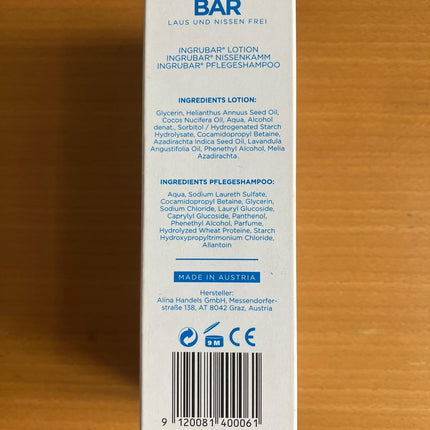 BAR
LAUS UND NISSEN FREI
INGRUBAR® LOTION
INGRUBAR® NISSENKAMM
INGRUBAR® PFLEGESHAMPOO
INGREDIENTS LOTION:
Glycerin, Helianthus Annuus Seed Oil,
Cocos Nucifera Oil, Aqua, Alcohol
denat., Sorbitol / Hydrogenated Starch
Hydrolysate, Cocamidopropyl Betaine,
Azadirachta Indica Seed Oil, Lavandula
Angustifolia Oil, Phenethyl Alcohol, Melia
Azadirachta.
INGREDIENTS PFLEGESHAMPOO:
Aqua, Sodium Laureth Sulfate,
Cocamidopropyl Betaine, Glycerin,
Sodium Chloride, Lauryl Glucoside,
Caprylyl Glucoside, Panthenol,
Phenethyl Alcohol, Parfume,
Hydrolyzed Wheat Proteine, Starch
Hydroxypropyltrimonium Chloride,
Allantoin
MADE IN AUSTRIA
Hersteller:
Alina Handels GmbH, Messendorfer-
straße 138, AT 8042 Graz, Austria
9 M CE
9 120081 400061